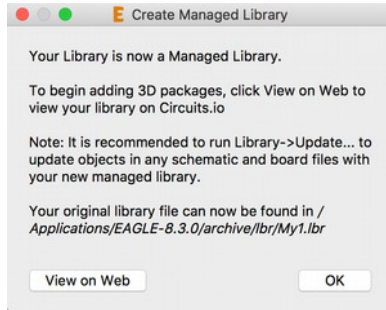 Create Managed Library
Your Library is now a Managed Library.
To begin adding 3D packages, click View on Web to
view your library on Circuits.io
Note: It is recommended to run Library->Update... to
update objects in any schematic and board files with
your new managed library.
Your original library file can now be found in /
Applications/EAGLE-8.3.0/archive/lbr/My1.lbr
View on Web
OK